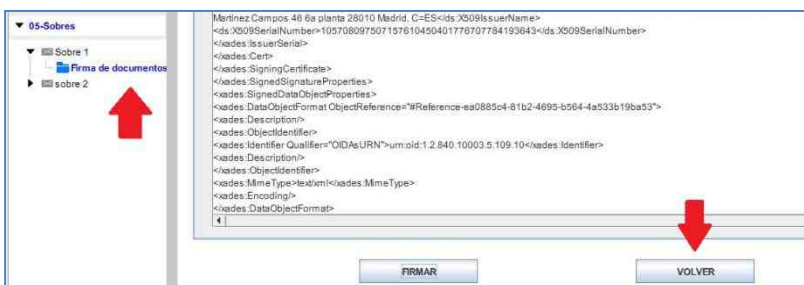 05-Sobres
Sobre 1
Firma de documentos
sobre 2
Martinez Campos 46 6a planta 28010 Madrid, C=ES</ds:X509IssuerName>
<ds:X509SerialNumber>105708097507157610450401776707784193643</ds:X509SerialNumber>
</xades:IssuerSerial>
</xades:Cert>
</xades:SigningCertificate>
</xades:SignedSignatureProperties>
<xades:SignedDataObjectProperties>
<xades:DataObjectFormat ObjectReference="#Reference-ea0885c4-81b2-4695-b564-4a533b19ba53">
<xades:Description/>
<xades:ObjectIdentifier>
<xades:Identifier Qualifier="OIDAsURN">urn:oid:1.2.840.10003.5.109.10</xades:Identifier>
<xades:Description/>
</xades:ObjectIdentifier>
<xades:MimeType>text/xml</xades:MimeType>
<xades:Encoding/>
</xades:DataObjectFormat>
FIRMAR
VOLVER